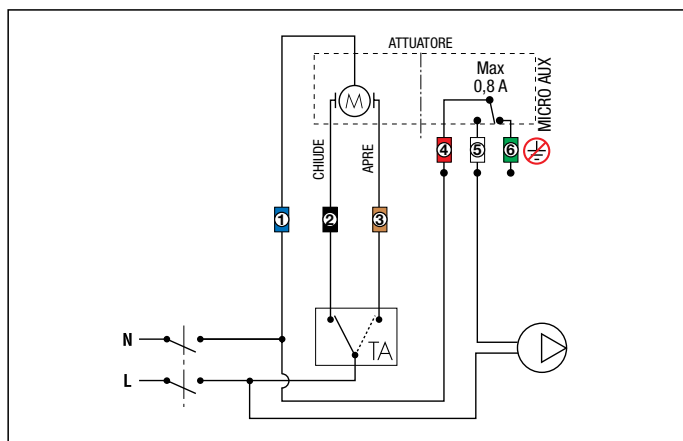 ATTUATORE
Max
0,8 A
MICRO AUX
M
CHIUDE
APRE
4
5
6
1
2
3
N
L
TA